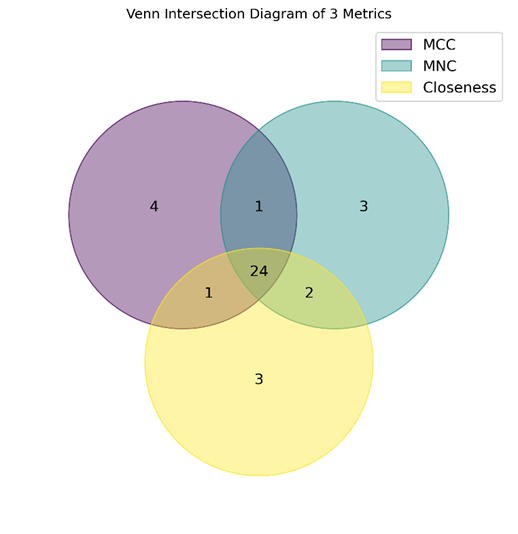 Venn Intersection Diagram of 3 Metrics
MCC
MNC
Closeness
4
1
3
24
1
2
3